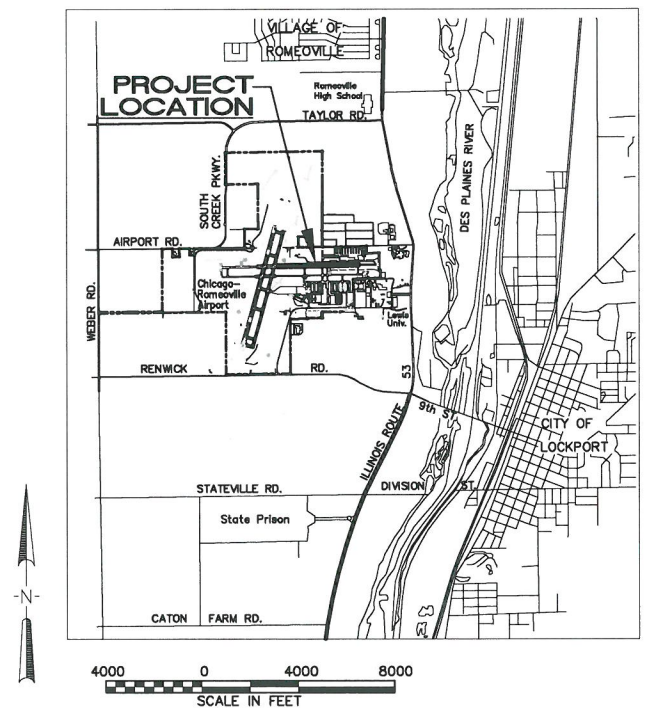 VILLAGE OF
ROMEOVILLE
PROJECT
LOCATION
Romeoville
High School
TAYLOR RD.
SOUTH
CREEK PKWY.
DES PLAINES RIVER
AIRPORT RD.
WEBER RD.
Chicago-
Romeoville
Airport
Lewis
Univ.
RENWICK RD.
53
ILLINOIS ROUTE
9th ST.
CITY OF
LOCKPORT
STATEVILLE RD.
DIVISION ST.
State Prison
CATON FARM RD.
-N-
4000 0 4000 8000
SCALE IN FEET